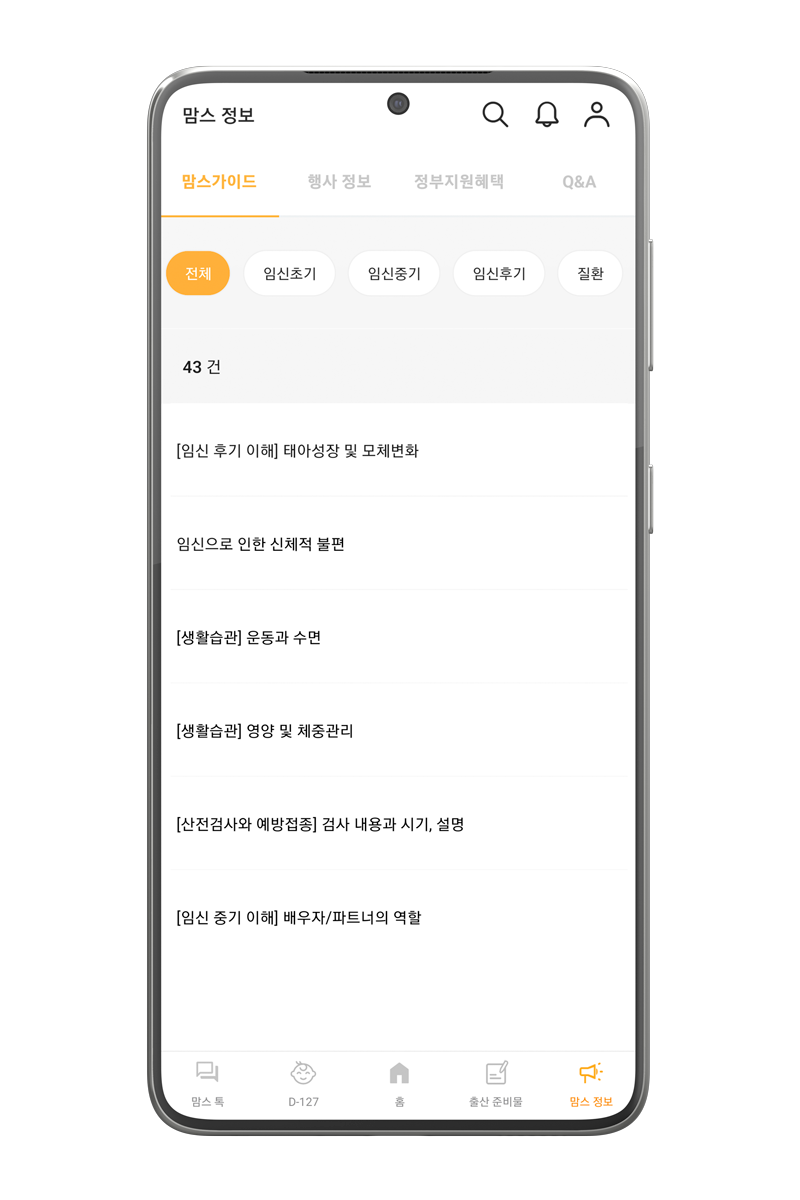 맘스 정보
맘스가이드 행사 정보 정부지원혜택 Q&A
전체 임신초기 임신중기 임신후기 질환
43 건
[임신 후기 이해] 태아성장 및 모체변화
임신으로 인한 신체적 불편
[생활습관] 운동과 수면
[생활습관] 영양 및 체중관리
[산전검사와 예방접종] 검사 내용과 시기, 설명
[임신 중기 이해] 배우자/파트너의 역할
맘스 톡 D-127 홈 출산 준비물 맘스 정보